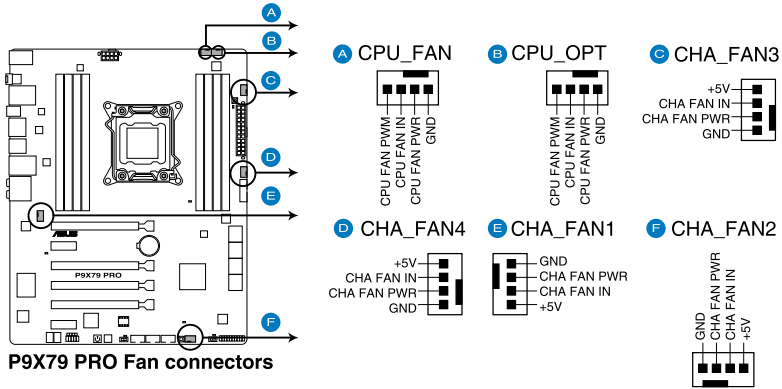 A
B
C
D
E
F
ASUS
P9X79 PRO
P9X79 PRO Fan connectors
A CPU_FAN
CPU FAN PWM
CPU FAN IN
CPU FAN PWR
GND
B CPU_OPT
CPU FAN PWM
CPU FAN IN
CPU FAN PWR
GND
C CHA_FAN3
+5V
CHA FAN IN
CHA FAN PWR
GND
D CHA_FAN4
+5V
CHA FAN IN
CHA FAN PWR
GND
E CHA_FAN1
GND
CHA FAN PWR
CHA FAN IN
+5V
F CHA_FAN2
GND
CHA FAN PWR
CHA FAN IN
+5V